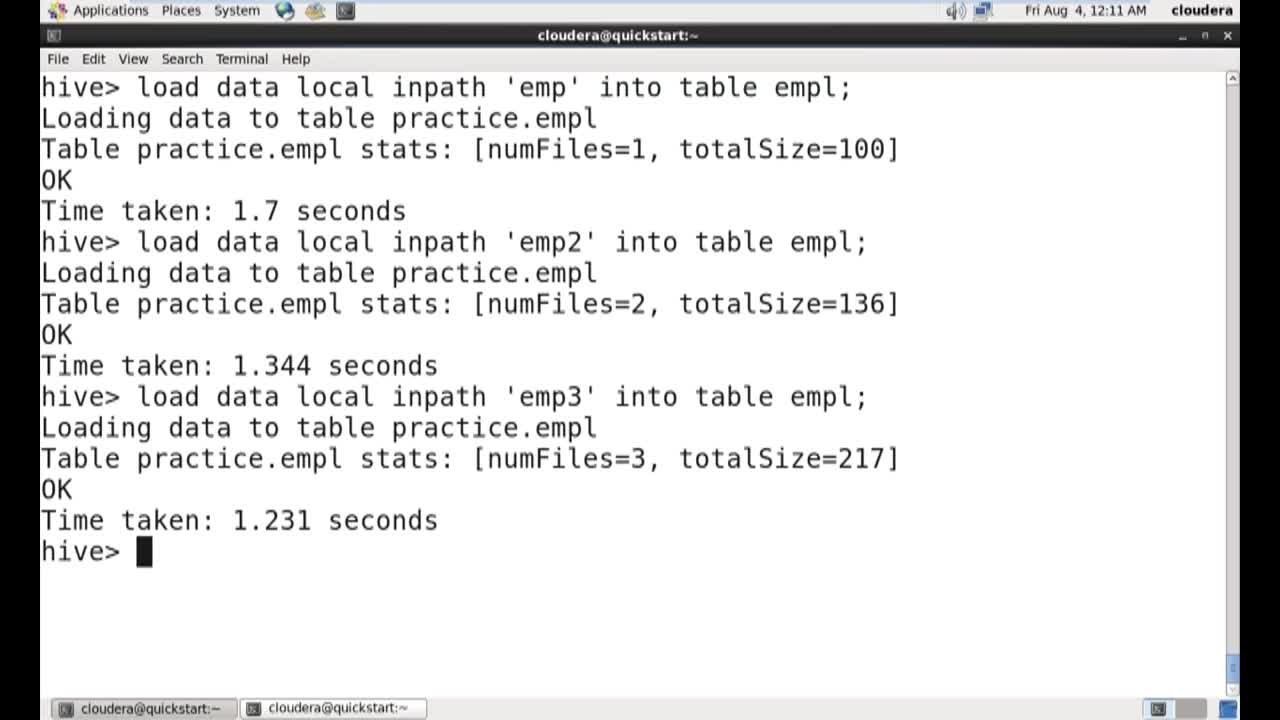 Applications Places System Fri Aug 4, 12:11 AM cloudera
cloudera@quickstart:~
File Edit View Search Terminal Help
hive> load data local inpath 'emp' into table empl;
Loading data to table practice.empl
Table practice.empl stats: [numFiles=1, totalSize=100]
OK
Time taken: 1.7 seconds
hive> load data local inpath 'emp2' into table empl;
Loading data to table practice.empl
Table practice.empl stats: [numFiles=2, totalSize=136]
OK
Time taken: 1.344 seconds
hive> load data local inpath 'emp3' into table empl;
Loading data to table practice.empl
Table practice.empl stats: [numFiles=3, totalSize=217]
OK
Time taken: 1.231 seconds
hive>
cloudera@quickstart:~ cloudera@quickstart:~